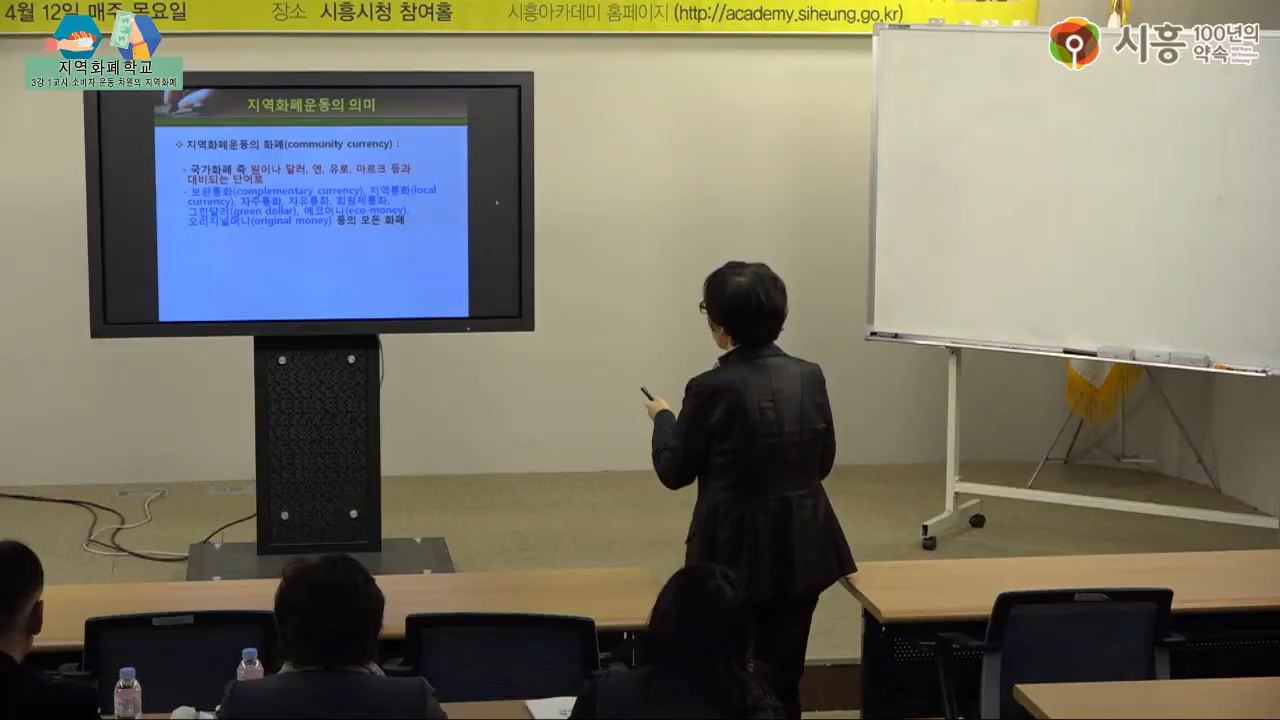 4월 12일 매주 목요일 장소 시흥시청 참여홀 시흥아카데미 홈페이지 (http://academy.siheung.go.kr)
지역화폐학교
3강 1교시 소비자 운동 차원의 지역화폐
시흥 100년의 약속
지역화폐운동의 의미
❖ 지역화폐운동의 화폐(community currency) :
- 국가화폐 즉 원이나 달러, 엔, 유로, 마르크 등과
대비되는 단어로
- 보완통화(complementary currency), 지역통화(local
currency), 자주통화, 자유통화, 회원제통화,
그린달러(green dollar), 에코머니(eco-money),
오리지널머니(original money) 등의 모든 화폐